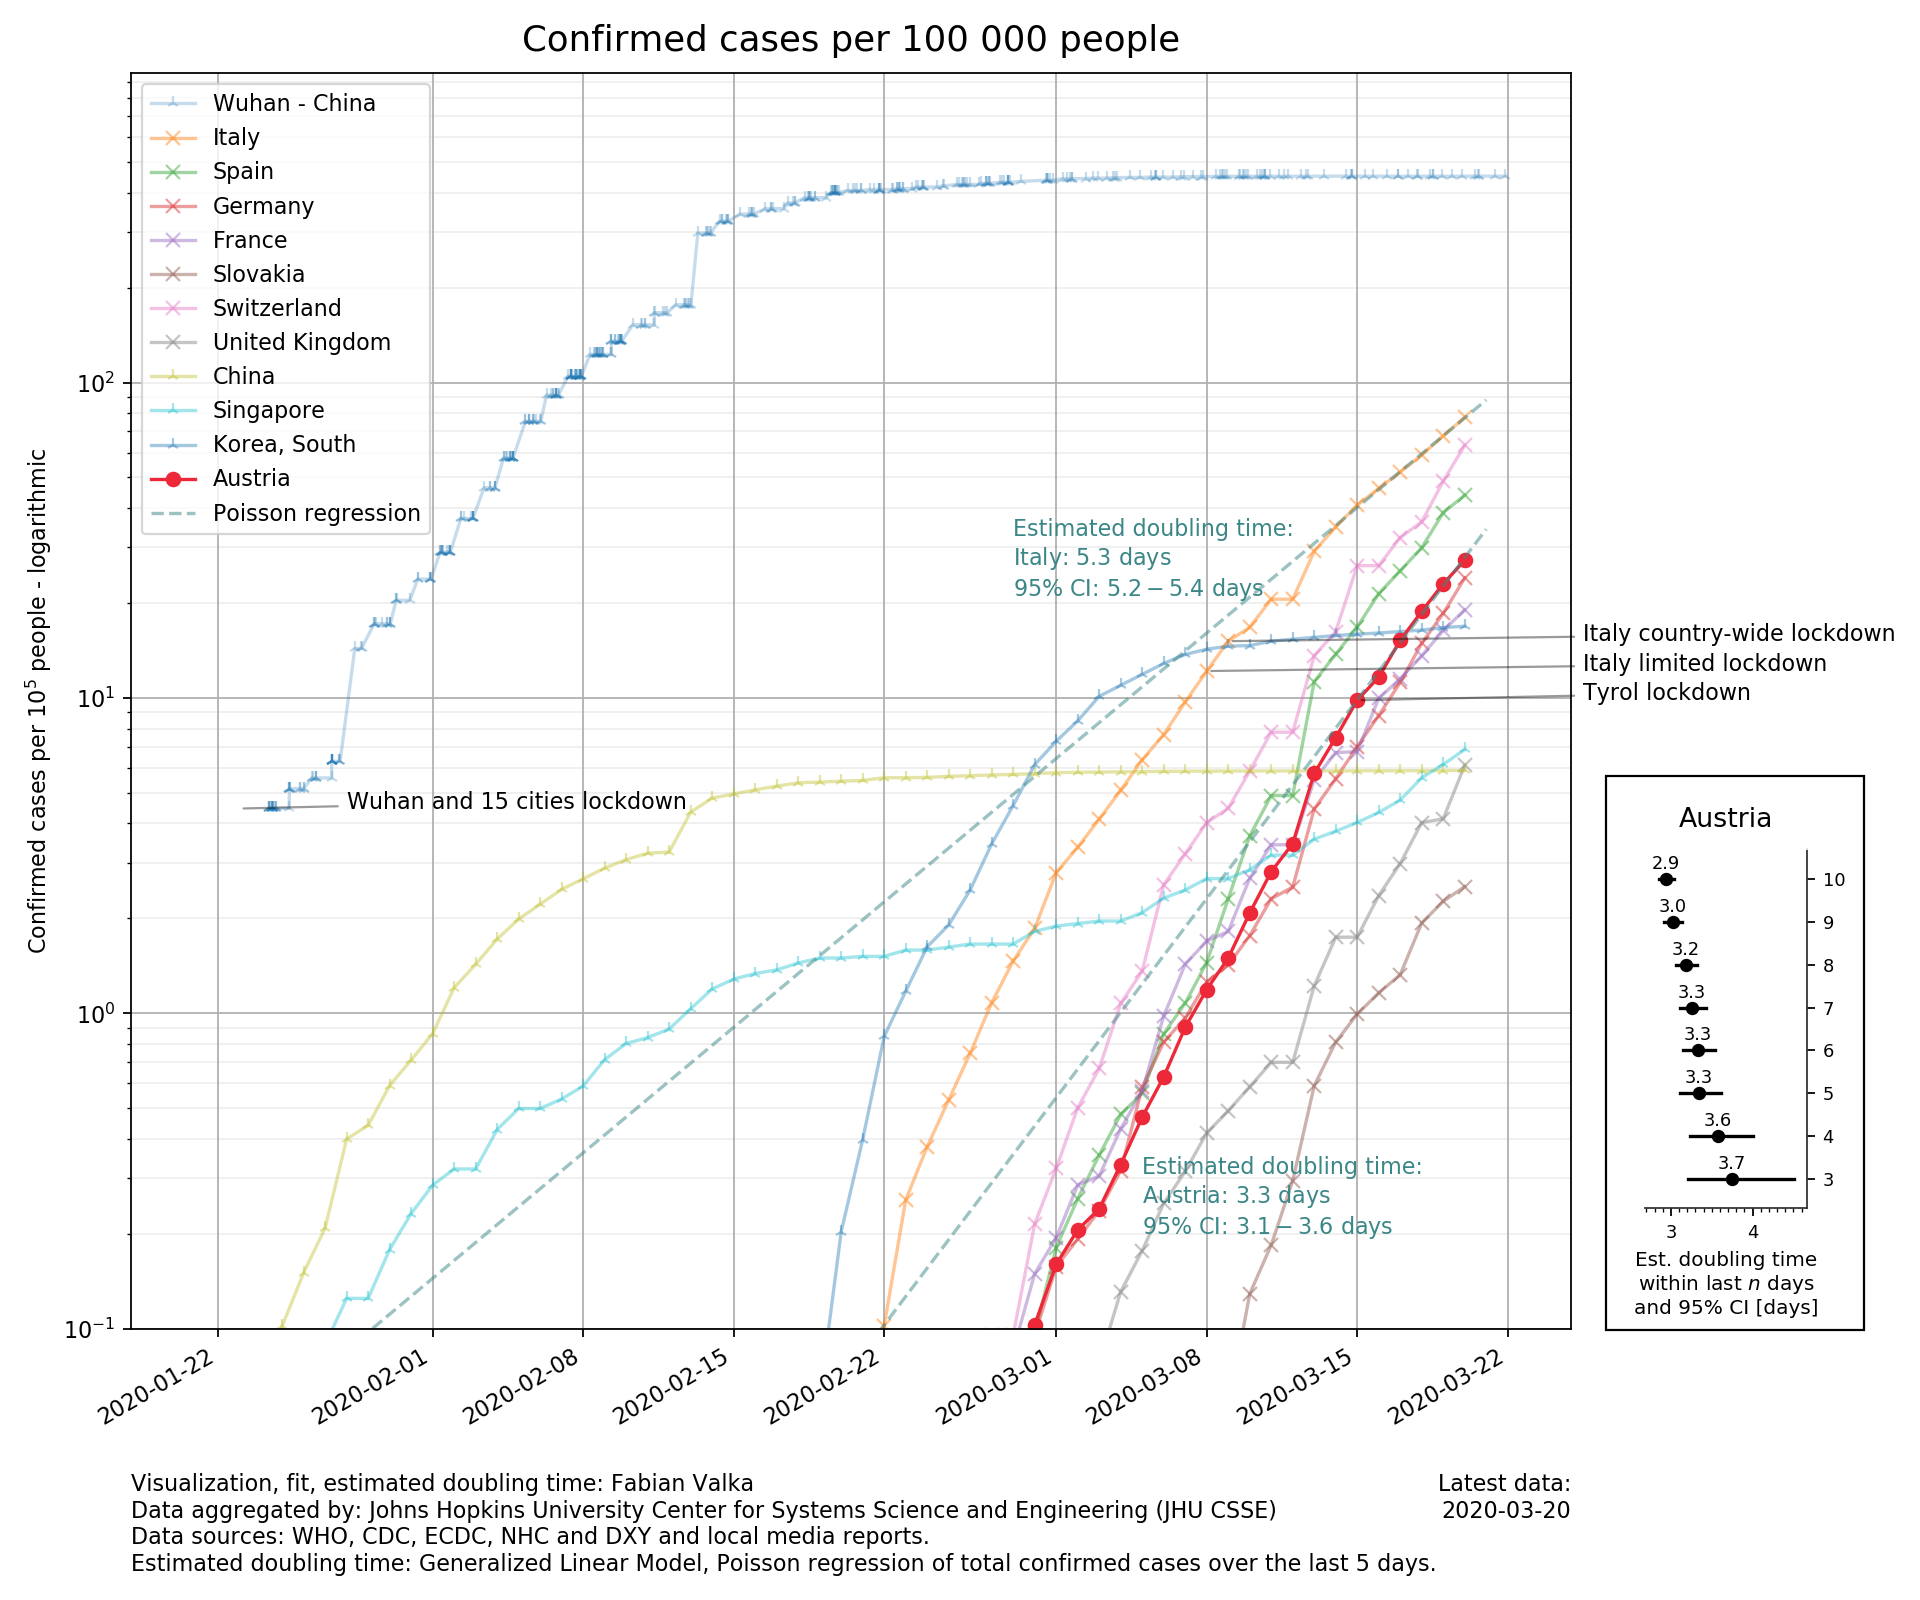 Confirmed cases per 100 000 people
Wuhan - China
Italy
Spain
Germany
France
Slovakia
Switzerland
United Kingdom
China
Singapore
Korea, South
Austria
Poisson regression
Confirmed cases per 10⁵ people - logarithmic
10²
10¹
10⁰
10⁻¹
Estimated doubling time:
Italy: 5.3 days
95% CI: 5.2 − 5.4 days
Italy country-wide lockdown
Italy limited lockdown
Tyrol lockdown
Wuhan and 15 cities lockdown
Estimated doubling time:
Austria: 3.3 days
95% CI: 3.1 − 3.6 days
Austria
2.9
10
3.0
9
3.2
8
3.3
7
3.3
6
3.3
5
3.6
4
3.7
3
3 4
Est. doubling time
within last n days
and 95% CI [days]
2020-01-22
2020-02-01
2020-02-08
2020-02-15
2020-02-22
2020-03-01
2020-03-08
2020-03-15
2020-03-22
Visualization, fit, estimated doubling time: Fabian Valka
Data aggregated by: Johns Hopkins University Center for Systems Science and Engineering (JHU CSSE)
Data sources: WHO, CDC, ECDC, NHC and DXY and local media reports.
Estimated doubling time: Generalized Linear Model, Poisson regression of total confirmed cases over the last 5 days.
Latest data:
2020-03-20